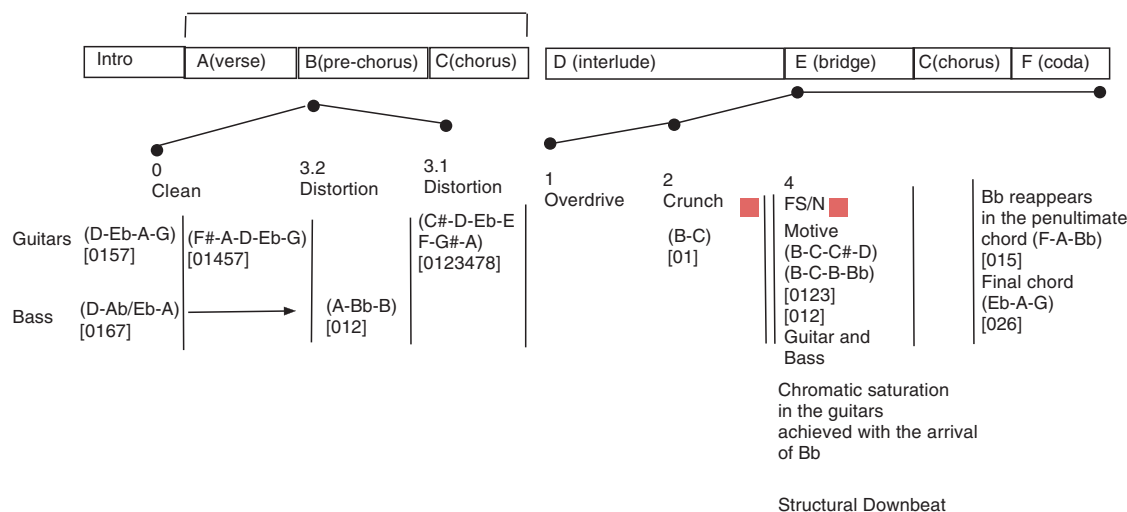 Intro
A(verse)
B(pre-chorus)
C(chorus)
D (interlude)
E (bridge)
C(chorus)
F (coda)
0
Clean
3.2
Distortion
3.1
Distortion
1
Overdrive
2
Crunch
4
FS/N
Guitars
(D-Eb-A-G)
[0157]
(F#-A-D-Eb-G)
[01457]
(C#-D-Eb-E
F-G#-A)
[0123478]
(B-C)
[01]
Motive
(B-C-C#-D)
(B-C-B-Bb)
[0123]
[012]
Guitar and
Bass
Bb reappears
in the penultimate
chord (F-A-Bb)
[015]
Final chord
(Eb-A-G)
[026]
Bass
(D-Ab/Eb-A)
[0167]
(A-Bb-B)
[012]
Chromatic saturation
in the guitars
achieved with the arrival
of Bb
Structural Downbeat